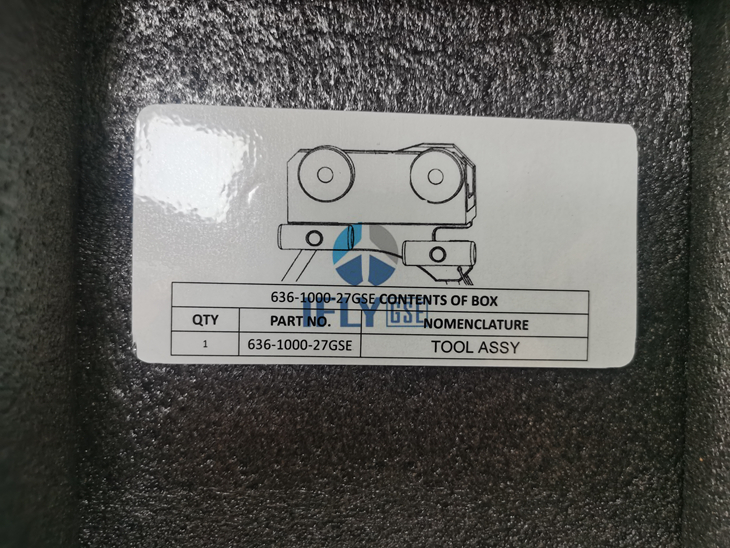 636-1000-27GSE CONTENTS OF BOX
IFLY GSE
QTY PART NO. NOMENCLATURE
1 636-1000-27GSE TOOL ASSY